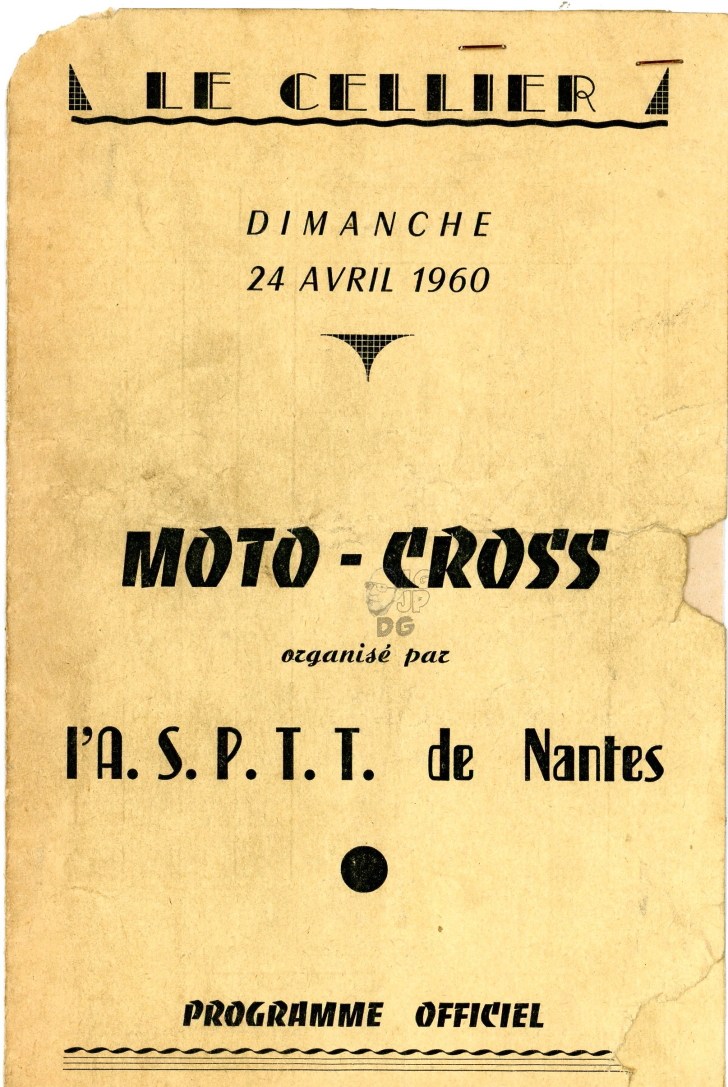 LE CELLIER
DIMANCHE
24 AVRIL 1960
MOTO - CROSS
JP
DG
organisé par
l'A. S. P. T. T. de Nantes
PROGRAMME OFFICIEL